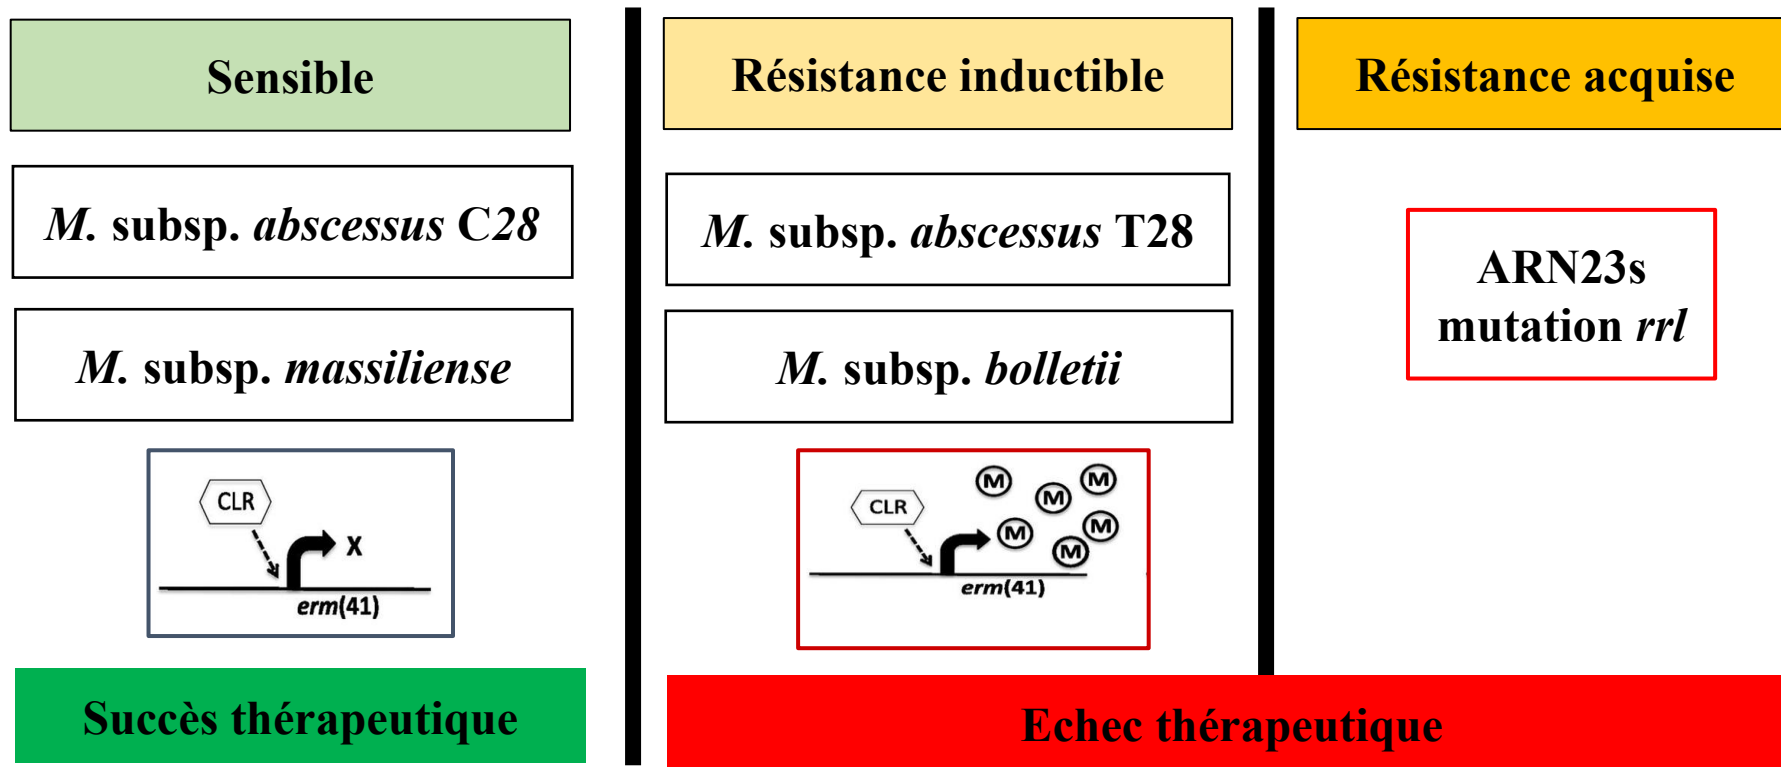 Sensible
Résistance inductible
Résistance acquise
M. subsp. abscessus C28
M. subsp. massiliense
CLR
X
erm(41)
Succès thérapeutique
M. subsp. abscessus T28
M. subsp. bolletii
CLR
M
M
M
M
M
M
erm(41)
ARN23s
mutation rrl
Echec thérapeutique